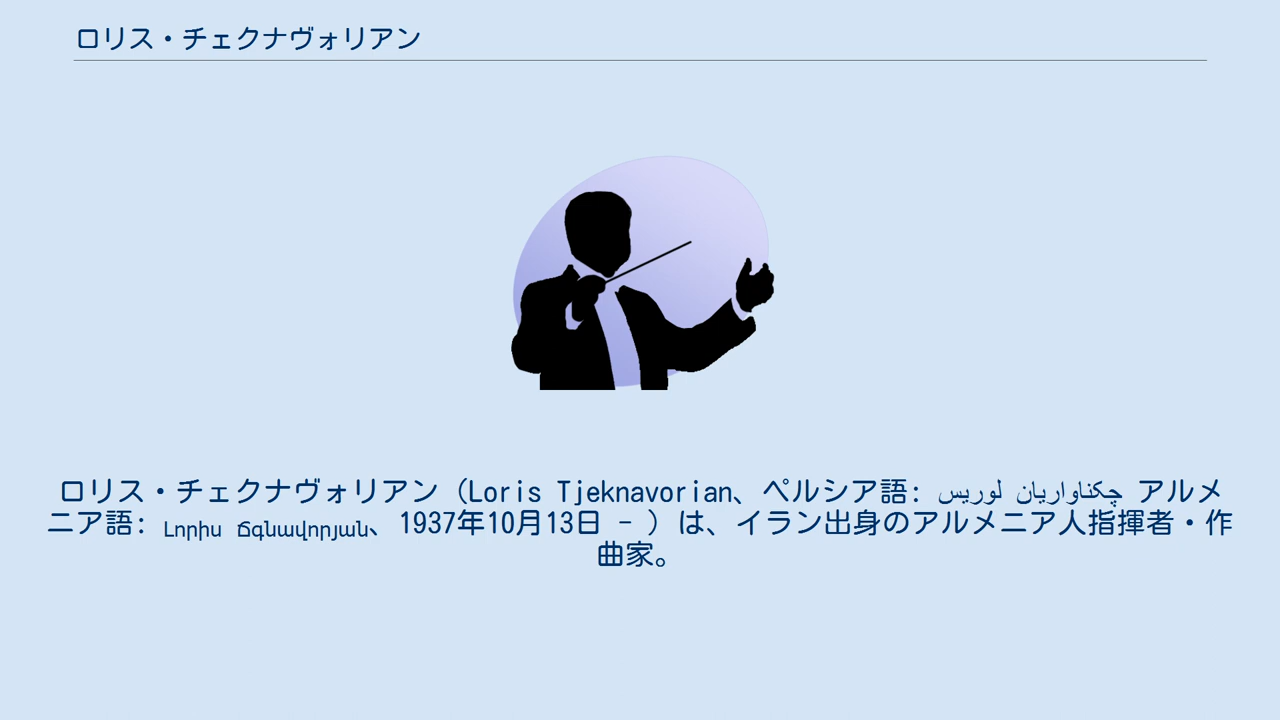 ロリス・チェクナヴォリアン
ロリス・チェクナヴォリアン（Loris Tjeknavorian、ペルシア語: لوریس چکناواریان アルメ
ニア語: Լորիս Ճգնավորյան、1937年10月13日 - ）は、イラン出身のアルメニア人指揮者・作
曲家。